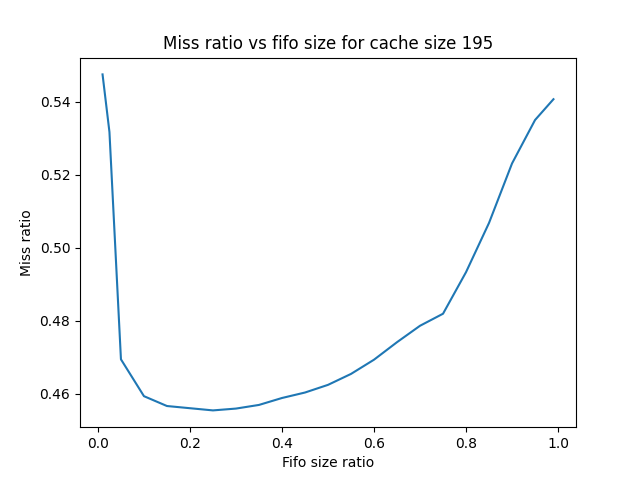 Miss ratio vs fifo size for cache size 195
0.54
0.52
0.50
0.48
0.46
Miss ratio
0.0 0.2 0.4 0.6 0.8 1.0
Fifo size ratio